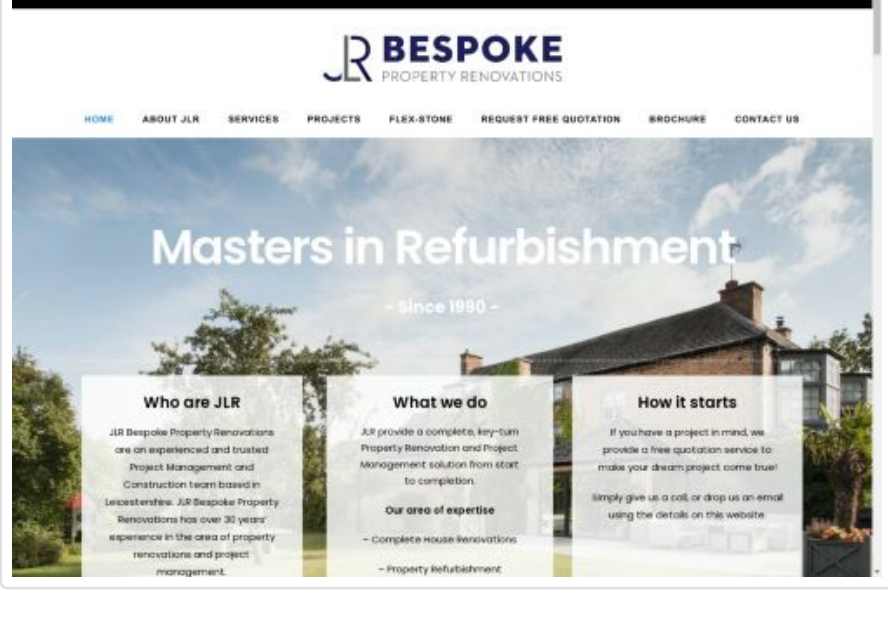 JLR BESPOKE
PROPERTY RENOVATIONS
HOME ABOUT JLR SERVICES PROJECTS FLEX-STONE REQUEST FREE QUOTATION BROCHURE CONTACT US
Masters in Refurbishment
- Since 1990 -
Who are JLR
JLR Bespoke Property Renovations
are an experienced and trusted
Project Management and
Construction team based in
Leicestershire. JLR Bespoke Property
Renovations has over 30 years'
experience in the area of property
renovations and project
management.
What we do
JLR provide a complete, key-turn
Property Renovation and Project
Management solution from start
to completion.
Our area of expertise
– Complete House Renovations
– Property Refurbishment
How it starts
If you have a project in mind, we
provide a free quotation service to
make your dream project come true!
Simply give us a call, or drop us an email
using the details on this website.